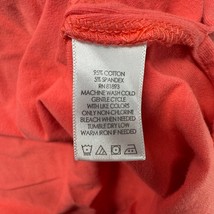 95% COTTON
5% SPANDEX
RN 81893
MACHINE WASH COLD
GENTLE CYCLE
WITH LIKE COLORS
ONLY NON-CHLORINE
BLEACH WHEN NEEDED
TUMBLE DRY LOW
WARM IRON IF NEEDED